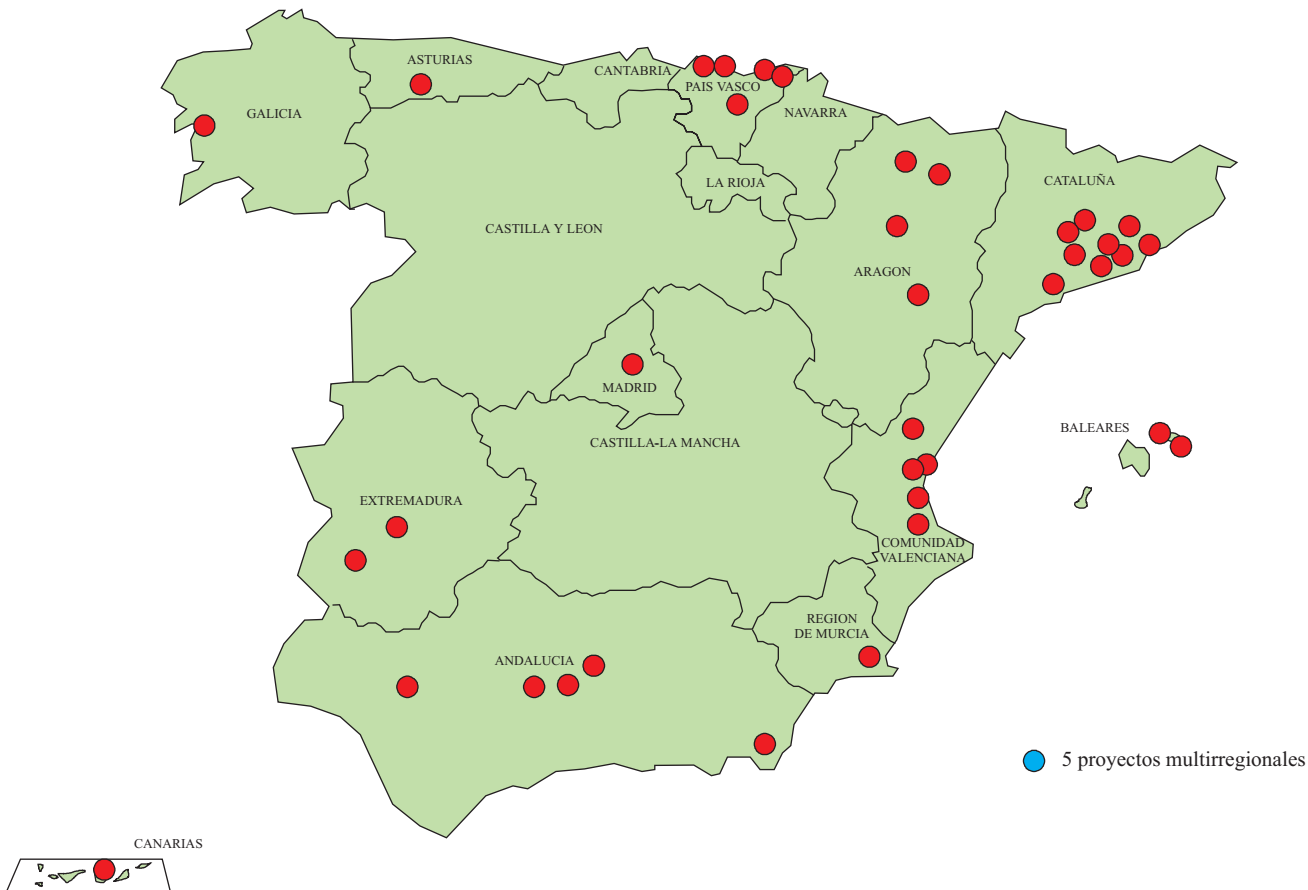 ASTURIAS
CANTABRIA
PAIS VASCO
GALICIA
NAVARRA
LA RIOJA
CATALUÑA
CASTILLA Y LEON
ARAGON
MADRID
BALEARES
CASTILLA-LA MANCHA
EXTREMADURA
COMUNIDAD
VALENCIANA
REGION
DE MURCIA
ANDALUCIA
5 proyectos multirregionales
CANARIAS